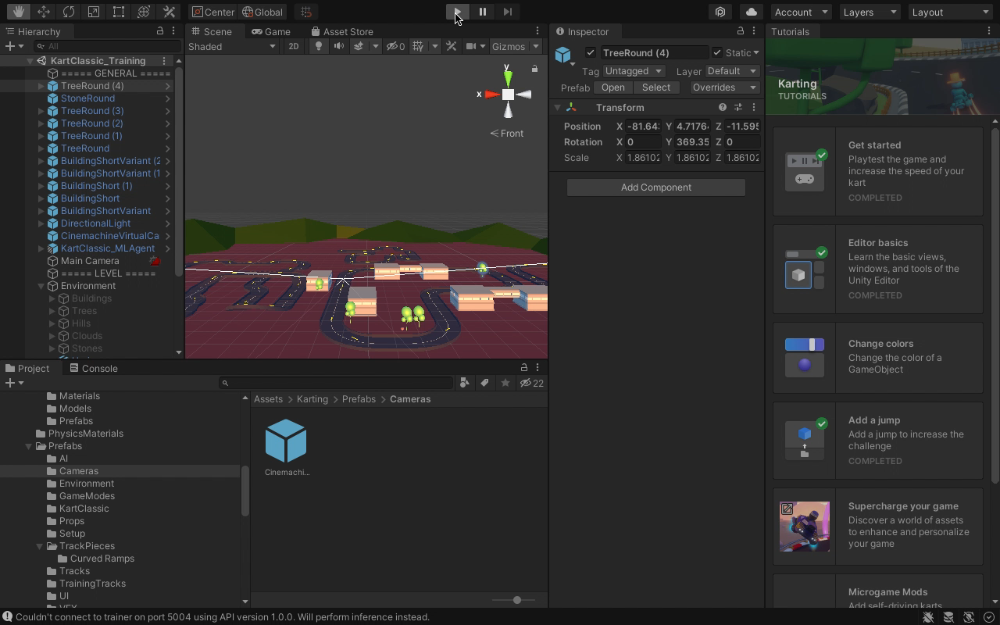 Center
Global
Account
Layers
Layout
Hierarchy
All
KartClassic_Training
===== GENERAL =====
TreeRound (4)
StoneRound
TreeRound (3)
TreeRound (2)
TreeRound (1)
TreeRound
BuildingShortVariant (2
BuildingShortVariant (1
BuildingShort (1)
BuildingShort
BuildingShortVariant
DirectionalLight
CinemachineVirtualCa
KartClassic_MLAgent
Main Camera
===== LEVEL =====
Environment
Buildings
Trees
Hills
Clouds
Stones
Scene
Game
Asset Store
Shaded
2D
0
Gizmos
y
x
Front
Inspector
TreeRound (4)
Static
Tag Untagged
Layer Default
Prefab Open Select Overrides
Transform
Position X -81.64 Y 4.7176 Z -11.595
Rotation X 0 Y 369.35 Z 0
Scale X 1.86102 Y 1.86102 Z 1.86102
Add Component
Tutorials
Karting
TUTORIALS
Get started
Playtest the game and
increase the speed of your
kart
COMPLETED
Editor basics
Learn the basic views,
windows, and tools of the
Unity Editor
COMPLETED
Change colors
Change the color of a
GameObject
Add a jump
Add a jump to increase the
challenge
COMPLETED
Supercharge your game
Discover a world of assets
to enhance and personalize
your game
Microgame Mods
Add self-driving karts
Project
Console
22
Materials
Models
Prefabs
PhysicsMaterials
Prefabs
AI
Cameras
Environment
GameModes
KartClassic
Props
Setup
TrackPieces
Curved Ramps
Tracks
TrainingTracks
UI
VFX
Assets > Karting > Prefabs > Cameras
Cinemachi...
Couldn't connect to trainer on port 5004 using API version 1.0.0. Will perform inference instead.